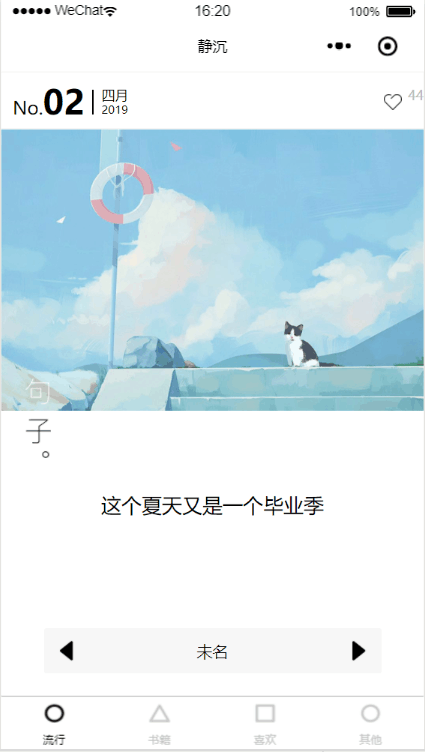 WeChat 16:20 100%
静沉
No.02 四月
2019
44
句
子
。
这个夏天又是一个毕业季
未名
流行 书籍 喜欢 其他